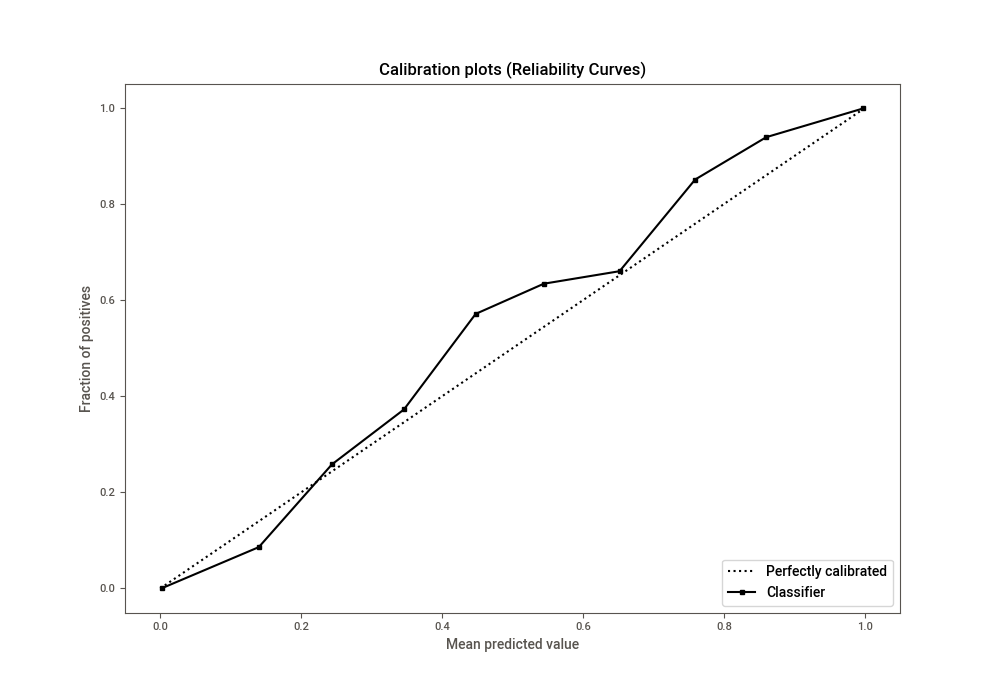 Calibration plots (Reliability Curves)
1.0
0.8
0.6
0.4
0.2
0.0
Fraction of positives
0.0 0.2 0.4 0.6 0.8 1.0
Mean predicted value
Perfectly calibrated
Classifier